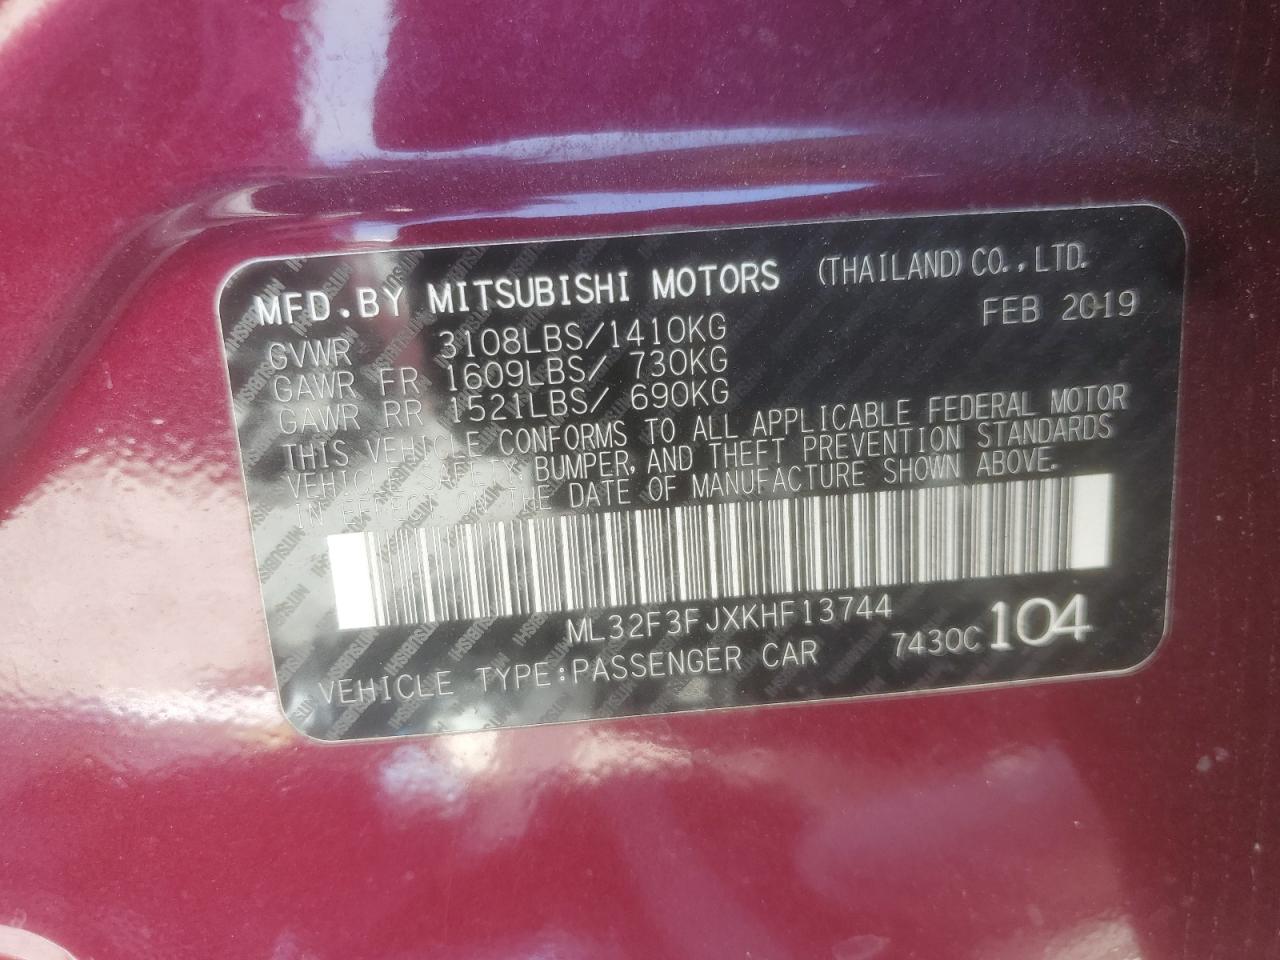 MFD.BY MITSUBISHI MOTORS (THAILAND) CO., LTD.
FEB 2019
GVWR 3108LBS/1410KG
GAWR FR 1609LBS/ 730KG
GAWR RR 1521LBS/ 690KG
THIS VEHICLE CONFORMS TO ALL APPLICABLE FEDERAL MOTOR
VEHICLE SAFETY, BUMPER, AND THEFT PREVENTION STANDARDS
IN EFFECT ON THE DATE OF MANUFACTURE SHOWN ABOVE.
ML32F3FJXKHF13744
VEHICLE TYPE:PASSENGER CAR 7430C 104